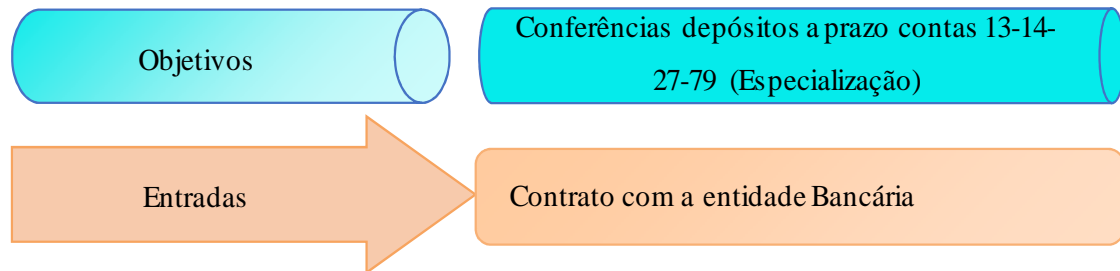 Objetivos
Conferências depósitos a prazo contas 13-14-
27-79 (Especialização)
Entradas
Contrato com a entidade Bancária